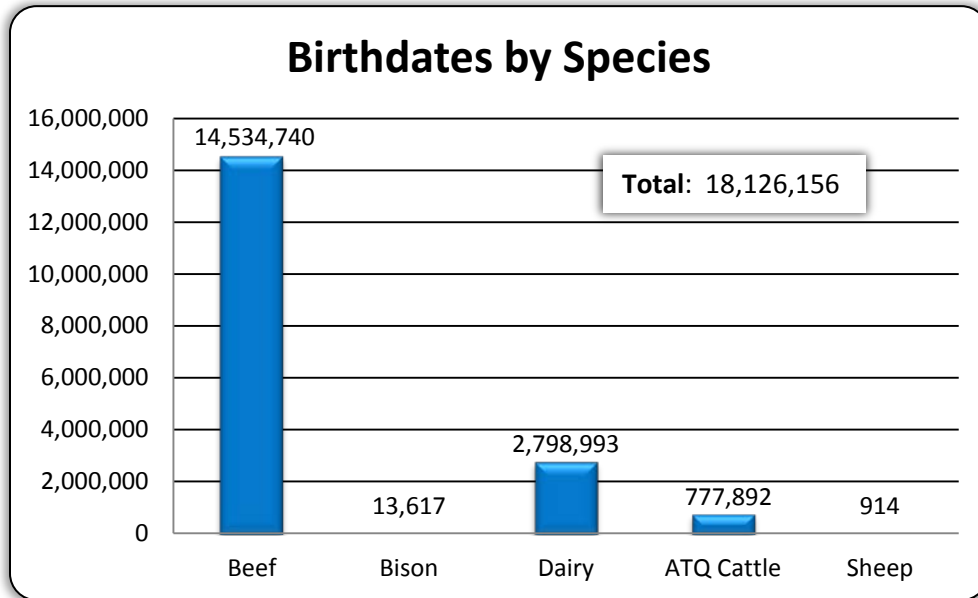 Birthdates by Species
16,000,000
14,000,000
12,000,000
10,000,000
8,000,000
6,000,000
4,000,000
2,000,000
0
14,534,740
13,617
2,798,993
777,892
914
Total: 18,126,156
Beef
Bison
Dairy
ATQ Cattle
Sheep